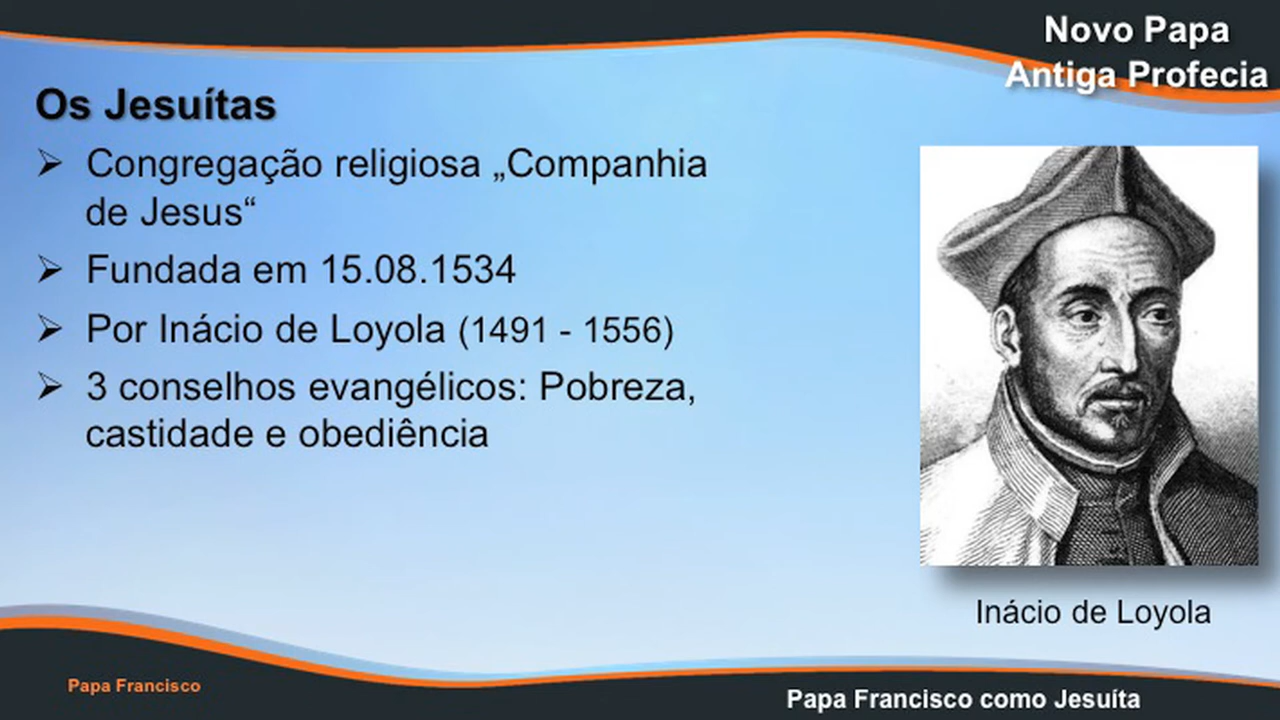 Novo Papa
Antiga Profecia
Os Jesuítas
Congregação religiosa „Companhia
de Jesus“
Fundada em 15.08.1534
Por Inácio de Loyola (1491 - 1556)
3 conselhos evangélicos: Pobreza,
castidade e obediência
Inácio de Loyola
Papa Francisco
Papa Francisco como Jesuíta